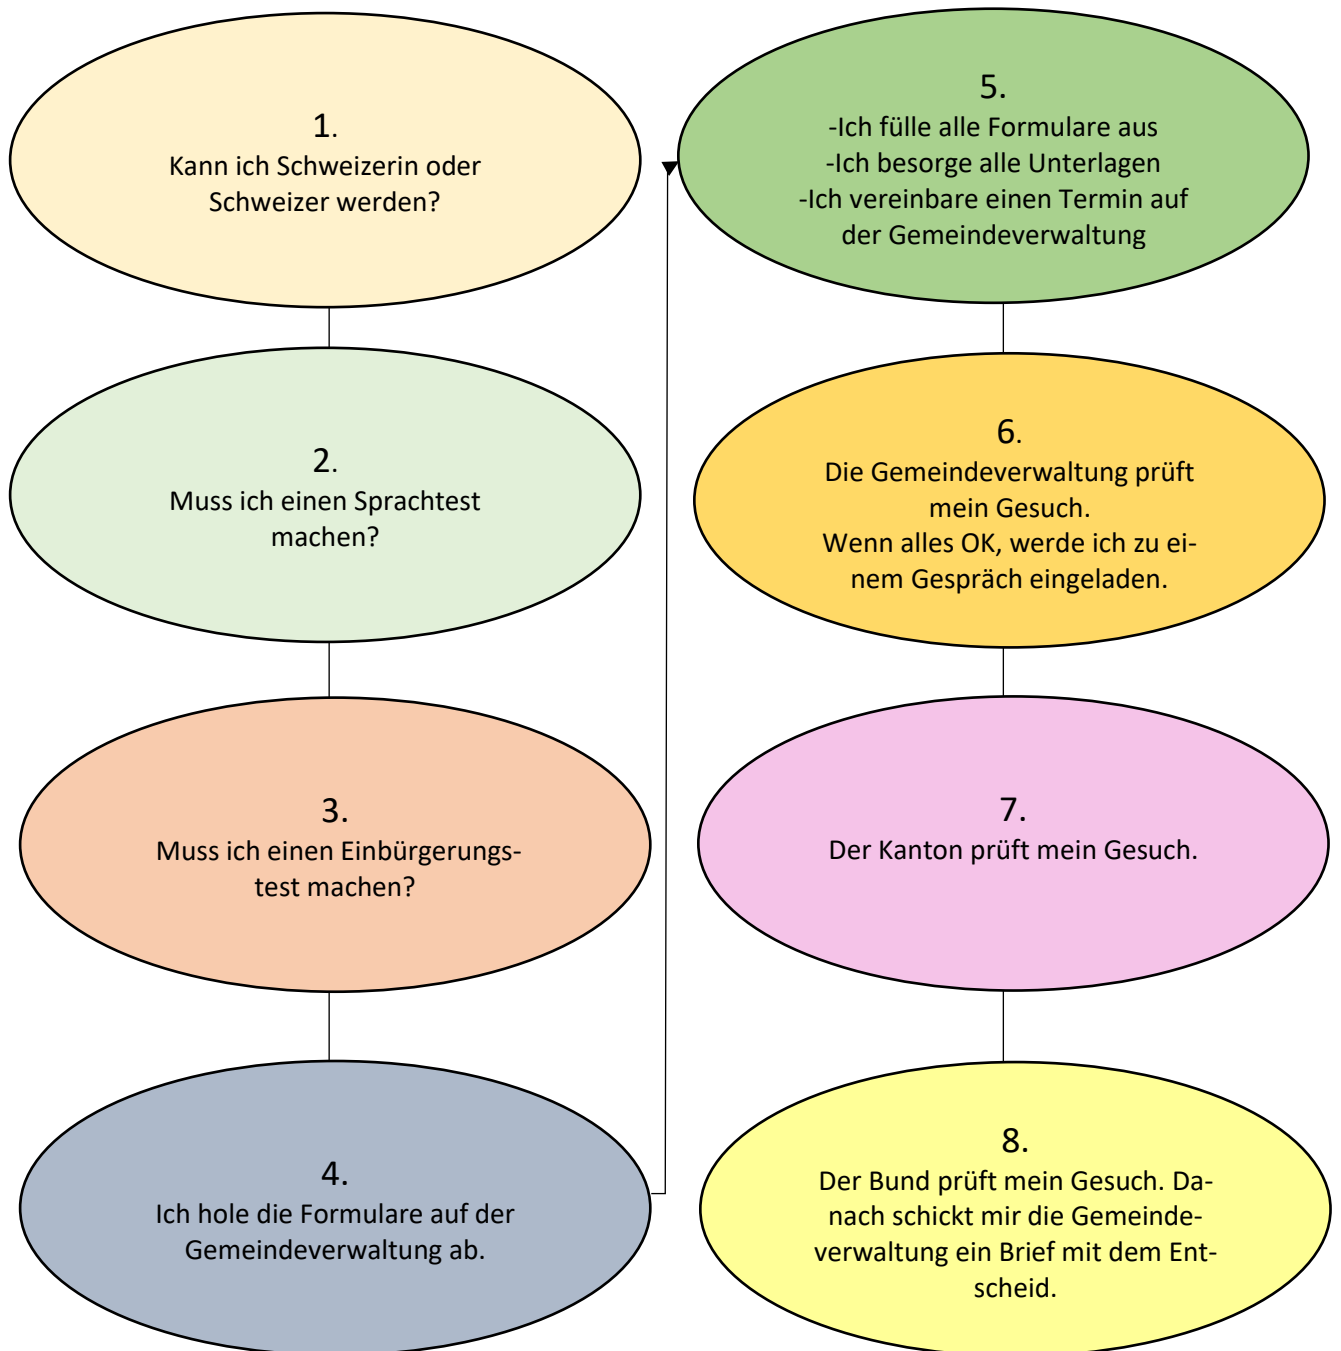 1.
Kann ich Schweizerin oder
Schweizer werden?
2.
Muss ich einen Sprachtest
machen?
3.
Muss ich einen Einbürgerungs-
test machen?
4.
Ich hole die Formulare auf der
Gemeindeverwaltung ab.
5.
-Ich fülle alle Formulare aus
-Ich besorge alle Unterlagen
-Ich vereinbare einen Termin auf
der Gemeindeverwaltung
6.
Die Gemeindeverwaltung prüft
mein Gesuch.
Wenn alles OK, werde ich zu ei-
nem Gespräch eingeladen.
7.
Der Kanton prüft mein Gesuch.
8.
Der Bund prüft mein Gesuch. Da-
nach schickt mir die Gemeinde-
verwaltung ein Brief mit dem Ent-
scheid.